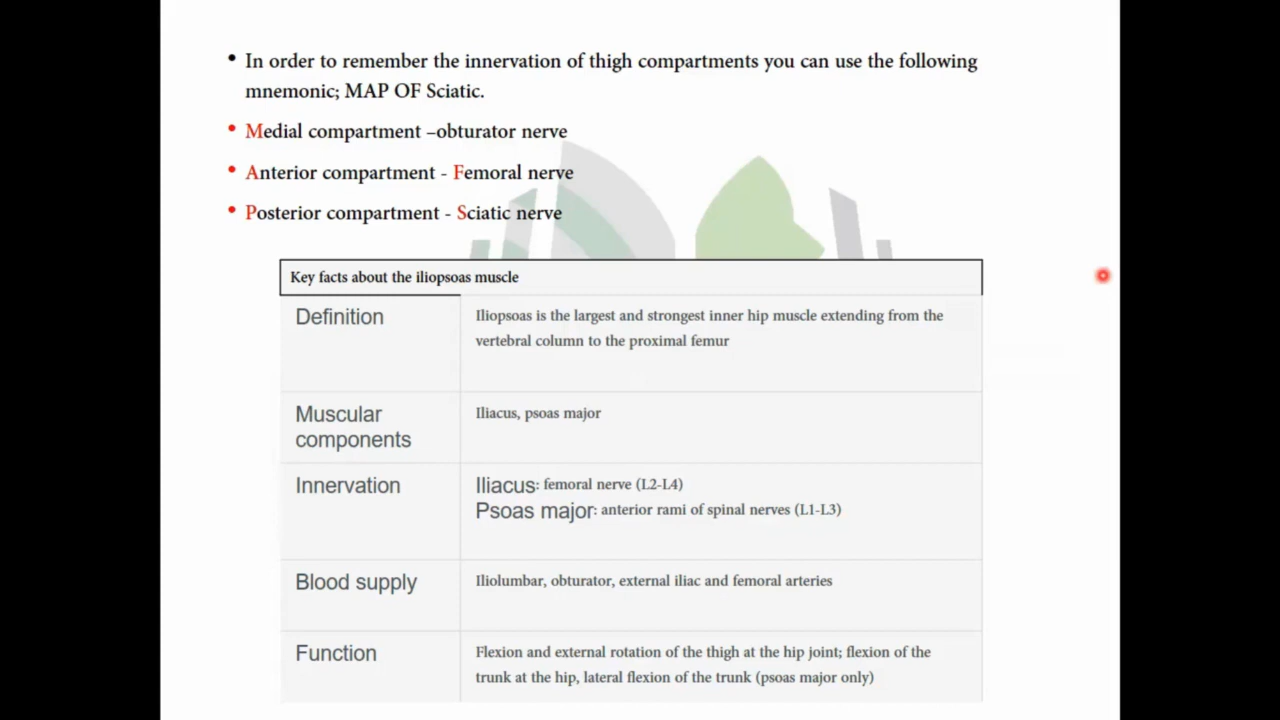 • In order to remember the innervation of thigh compartments you can use the following
mnemonic; MAP OF Sciatic.
• Medial compartment –obturator nerve
• Anterior compartment - Femoral nerve
• Posterior compartment - Sciatic nerve
Key facts about the iliopsoas muscle
Definition
Iliopsoas is the largest and strongest inner hip muscle extending from the
vertebral column to the proximal femur
Muscular
components
Iliacus, psoas major
Innervation
Iliacus: femoral nerve (L2-L4)
Psoas major: anterior rami of spinal nerves (L1-L3)
Blood supply
Iliolumbar, obturator, external iliac and femoral arteries
Function
Flexion and external rotation of the thigh at the hip joint; flexion of the
trunk at the hip, lateral flexion of the trunk (psoas major only)